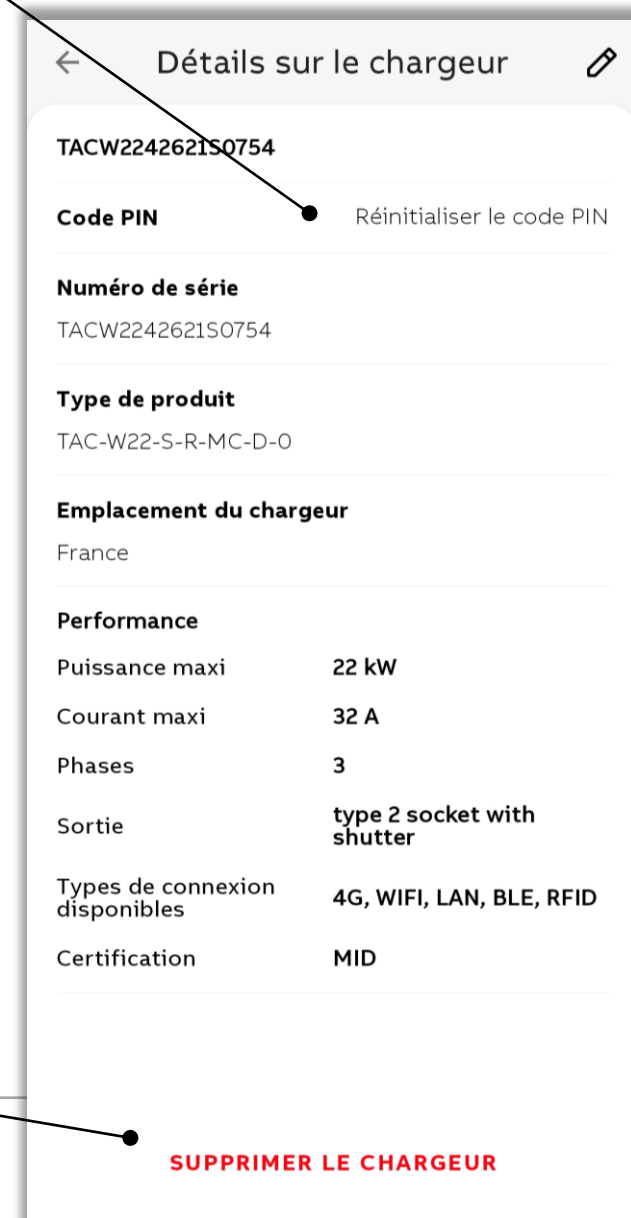 Détails sur le chargeur
TACW2242621S0754
Code PIN Réinitialiser le code PIN
Numéro de série
TACW2242621S0754
Type de produit
TAC-W22-S-R-MC-D-0
Emplacement du chargeur
France
Performance
Puissance maxi 22 kW
Courant maxi 32 A
Phases 3
Sortie type 2 socket with
shutter
Types de connexion
disponibles 4G, WIFI, LAN, BLE, RFID
Certification MID
SUPPRIMER LE CHARGEUR